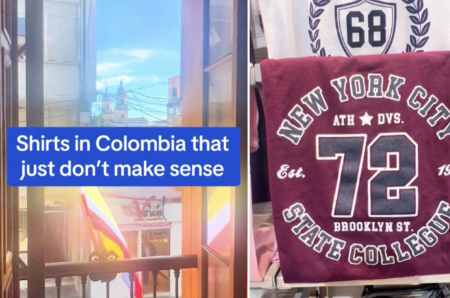 Shirts in Colombia that
just don't make sense
68
NEW YORK CITY
ATH ★ DVS.
Est.
72
BROOKLYN ST.
STATE COLLEGUE